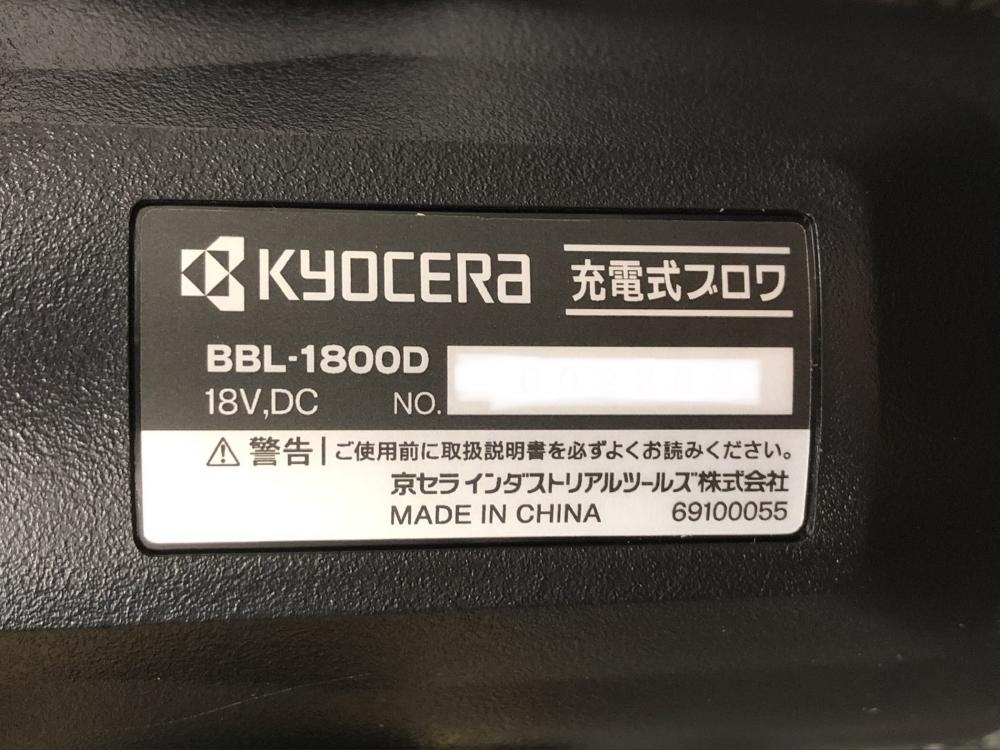 KYOCERA 充電式ブロワ
BBL-1800D
18V,DC NO.
⚠警告|ご使用前に取扱説明書を必ずよくお読みください。
京セラインダストリアルツールズ株式会社
MADE IN CHINA 69100055